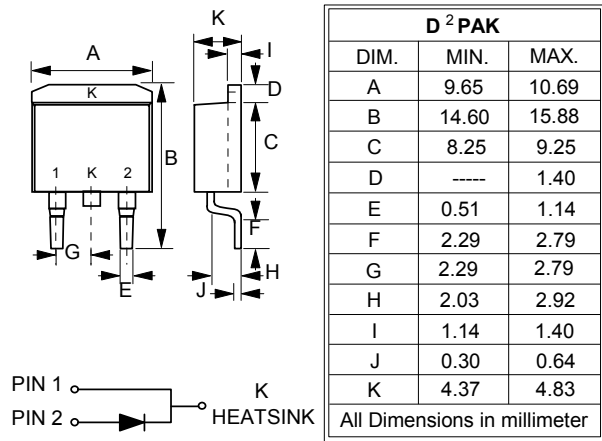 K
I
A
K
D
C
B
1 K 2
F
G
H
E
J
PIN 1
K
HEATSINK
PIN 2
D 2 PAK
DIM. MIN. MAX.
A 9.65 10.69
B 14.60 15.88
C 8.25 9.25
D ----- 1.40
E 0.51 1.14
F 2.29 2.79
G 2.29 2.79
H 2.03 2.92
I 1.14 1.40
J 0.30 0.64
K 4.37 4.83
All Dimensions in millimeter